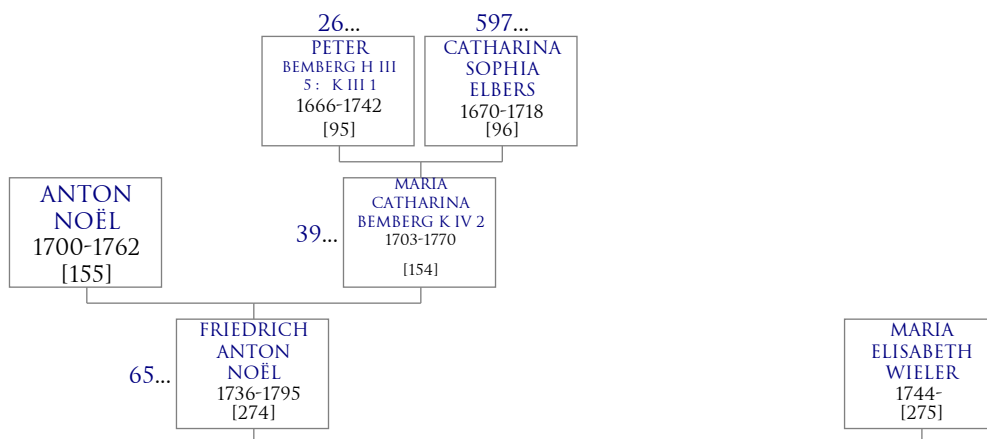 26...
PETER
BEMBERG H III
5 : K III 1
1666-1742
[95]
597...
CATHARINA
SOPHIA
ELBERS
1670-1718
[96]
ANTON
NOËL
1700-1762
[155]
39...
MARIA
CATHARINA
BEMBERG K IV 2
1703-1770
[154]
65...
FRIEDRICH
ANTON
NOËL
1736-1795
[274]
MARIA
ELISABETH
WIELER
1744-
[275]